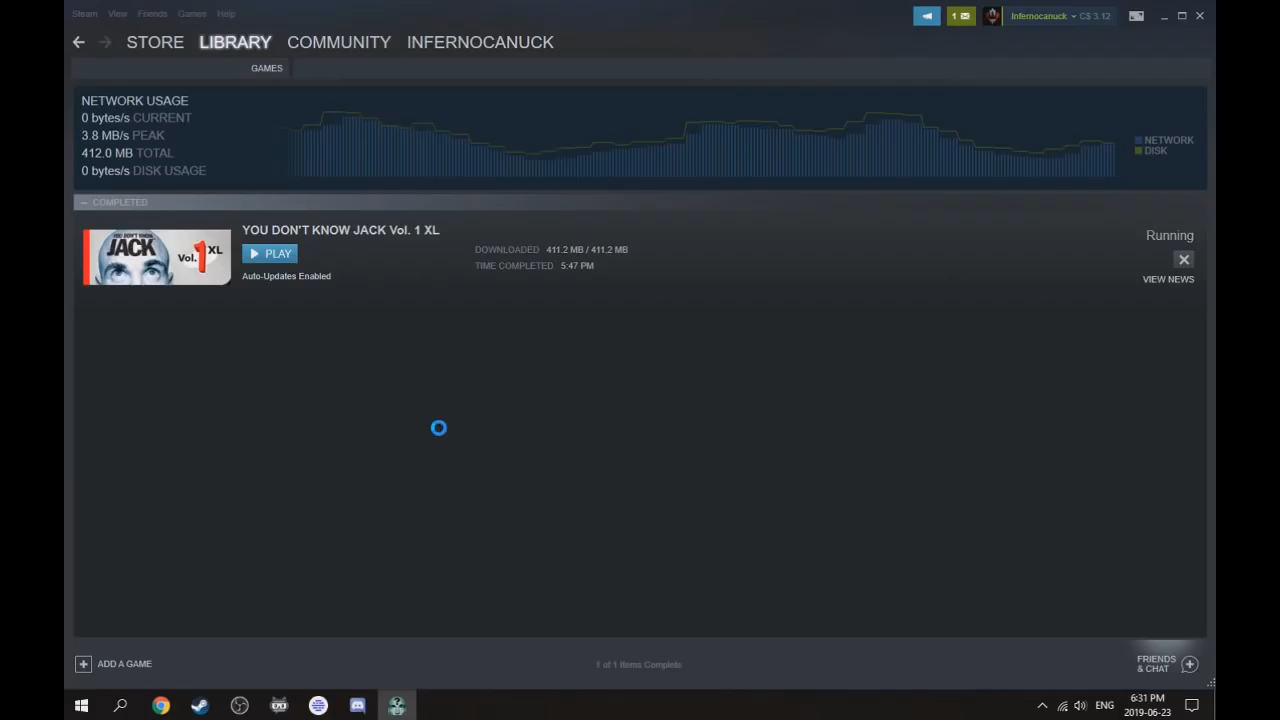 Steam View Friends Games Help
1
Infernocanuck C$ 3.12
STORE LIBRARY COMMUNITY INFERNOCANUCK
GAMES
NETWORK USAGE
0 bytes/s CURRENT
3.8 MB/s PEAK
412.0 MB TOTAL
0 bytes/s DISK USAGE
NETWORK
DISK
COMPLETED
YOU DON'T KNOW
JACK
Vol. 1 XL
YOU DON'T KNOW JACK Vol. 1 XL
PLAY
Auto-Updates Enabled
DOWNLOADED 411.2 MB / 411.2 MB
TIME COMPLETED 5:47 PM
Running
VIEW NEWS
ADD A GAME
1 of 1 Items Complete
FRIENDS
& CHAT
ENG
6:31 PM
2019-06-23